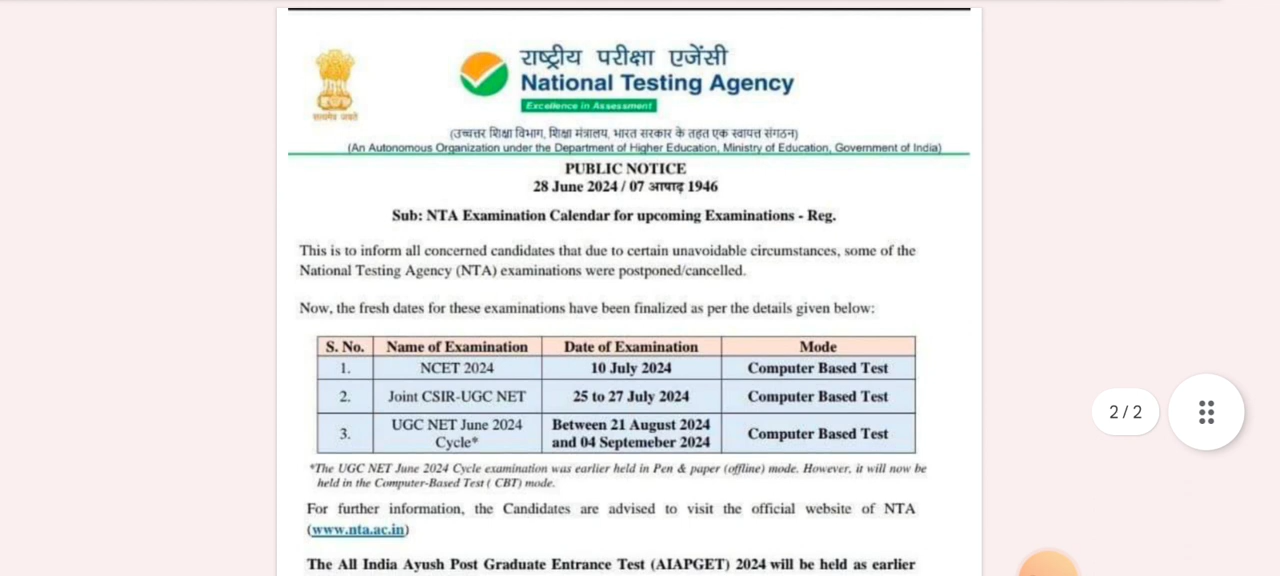 सत्यमेव जयते
राष्ट्रीय परीक्षा एजेंसी
National Testing Agency
Excellence in Assessment
(उच्चतर शिक्षा विभाग, शिक्षा मंत्रालय, भारत सरकार के तहत एक स्वायत्त संगठन)
(An Autonomous Organization under the Department of Higher Education, Ministry of Education, Government of India)
PUBLIC NOTICE
28 June 2024 / 07 आषाढ़ 1946
Sub: NTA Examination Calendar for upcoming Examinations - Reg.
This is to inform all concerned candidates that due to certain unavoidable circumstances, some of the
National Testing Agency (NTA) examinations were postponed/cancelled.
Now, the fresh dates for these examinations have been finalized as per the details given below:
S. No. Name of Examination Date of Examination Mode
1. NCET 2024 10 July 2024 Computer Based Test
2. Joint CSIR-UGC NET 25 to 27 July 2024 Computer Based Test
3. UGC NET June 2024 Cycle* Between 21 August 2024 and 04 Septemeber 2024 Computer Based Test
*The UGC NET June 2024 Cycle examination was earlier held in Pen & paper (offline) mode. However, it will now be
held in the Computer-Based Test ( CBT) mode.
For further information, the Candidates are advised to visit the official website of NTA
(www.nta.ac.in)
The All India Ayush Post Graduate Entrance Test (AIAPGET) 2024 will be held as earlier
2 / 2